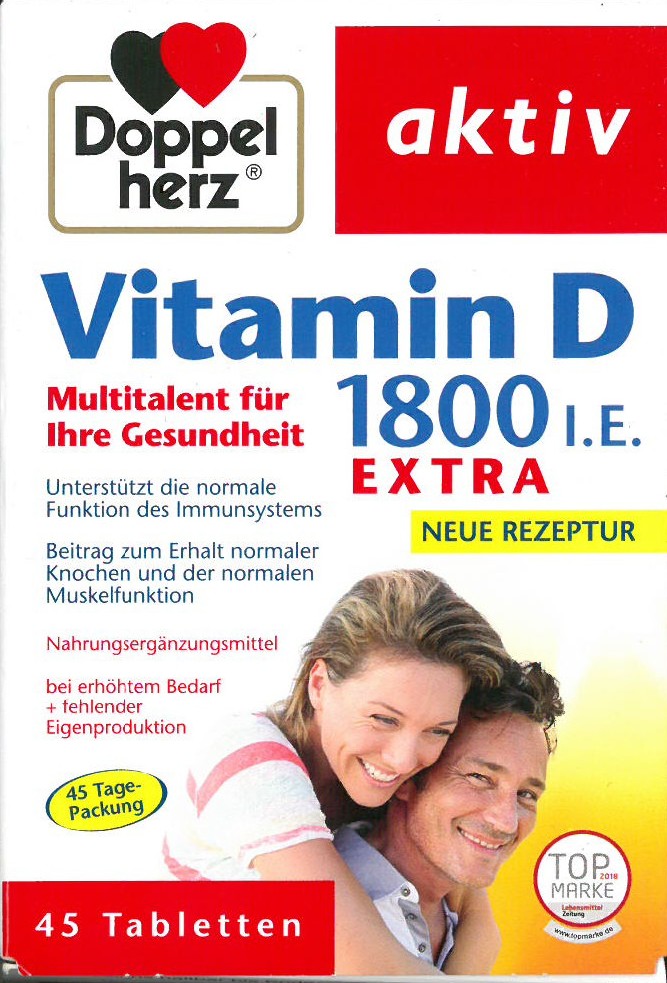 Doppel
herz®
aktiv
Vitamin D
Multitalent für
Ihre Gesundheit
1800 I.E.
EXTRA
NEUE REZEPTUR
Unterstützt die normale
Funktion des Immunsystems
Beitrag zum Erhalt normaler
Knochen und der normalen
Muskelfunktion
Nahrungsergänzungsmittel
bei erhöhtem Bedarf
+ fehlender
Eigenproduktion
45 Tage-
Packung
45 Tabletten
TOP
2018
MARKE
Lebensmittel
Zeitung
www.topmarke.de